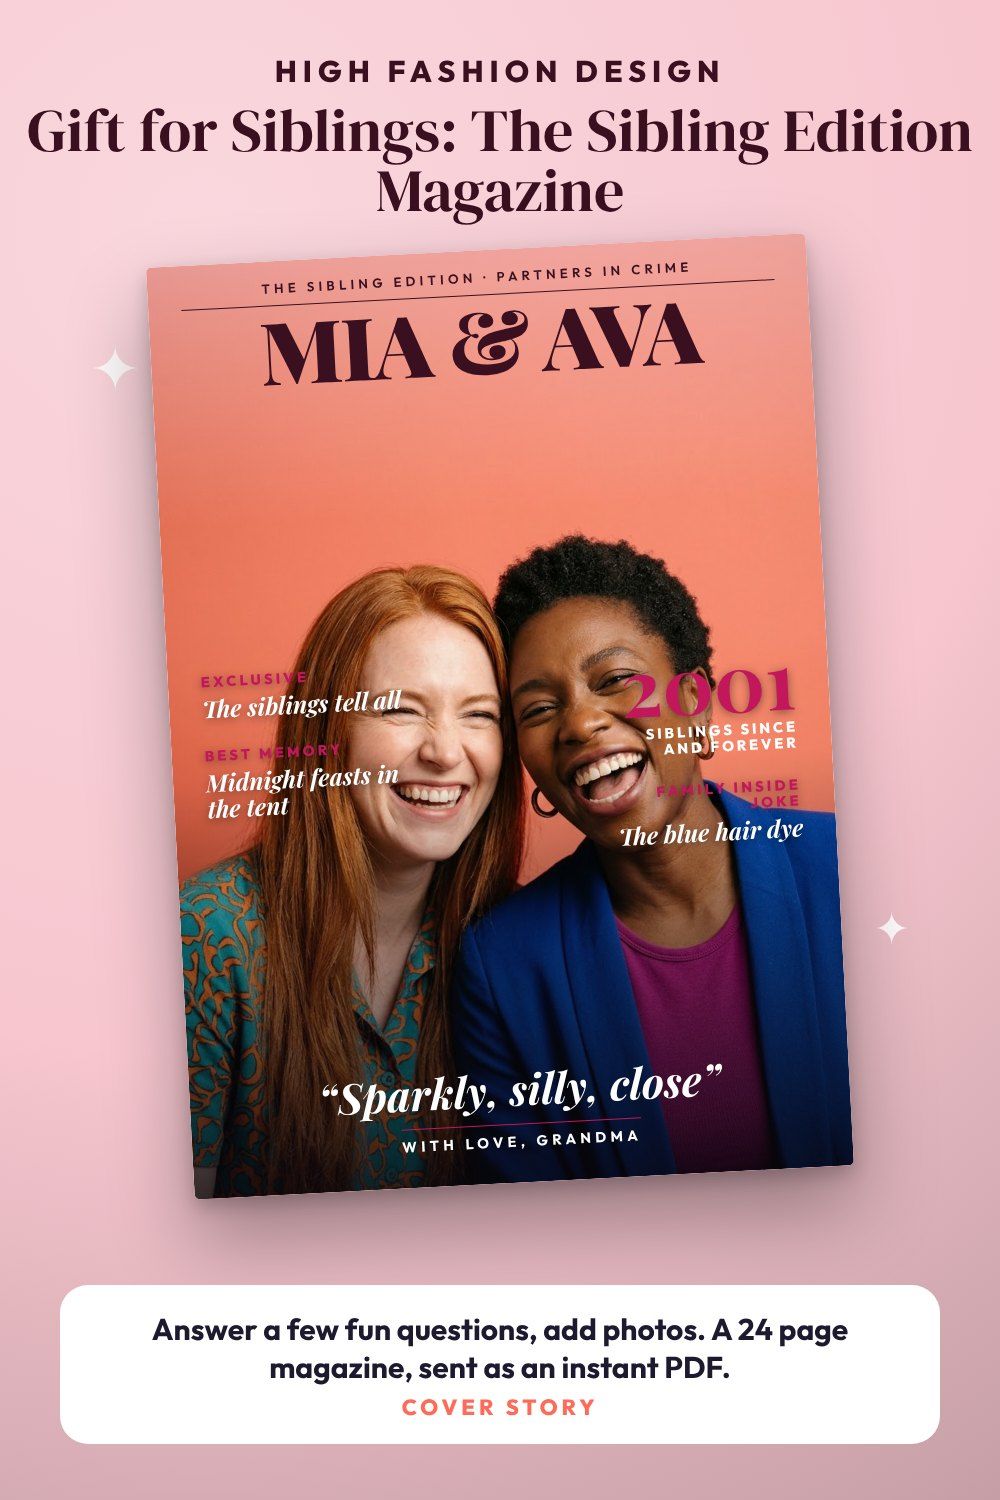 HIGH FASHION DESIGN
Gift for Siblings: The Sibling Edition
Magazine
THE SIBLING EDITION · PARTNERS IN CRIME
MIA & AVA
EXCLUSIVE
The siblings tell all
BEST MEMORY
Midnight feasts in
the tent
2001
SIBLINGS SINCE
AND FOREVER
FAMILY INSIDE
JOKE
The blue hair dye
“Sparkly, silly, close”
WITH LOVE, GRANDMA
Answer a few fun questions, add photos. A 24 page
magazine, sent as an instant PDF.
COVER STORY